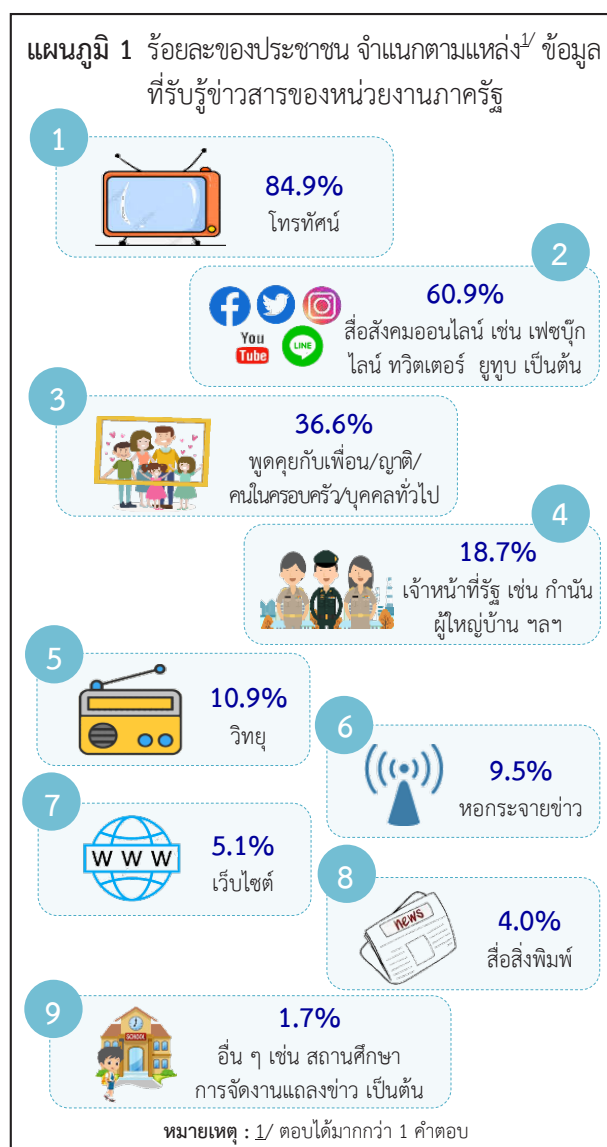 แผนภูมิ 1 ร้อยละของประชาชน จำแนกตามแหล่ง1/ ข้อมูล
ที่รับรู้ข่าวสารของหน่วยงานภาครัฐ
1
84.9%
โทรทัศน์
2
60.9%
You
Tube
LINE
สื่อสังคมออนไลน์ เช่น เฟซบุ๊ก
ไลน์ ทวิตเตอร์ ยูทูบ เป็นต้น
3
36.6%
พูดคุยกับเพื่อน/ญาติ/
คนในครอบครัว/บุคคลทั่วไป
4
18.7%
เจ้าหน้าที่รัฐ เช่น กำนัน
ผู้ใหญ่บ้าน ฯลฯ
5
10.9%
วิทยุ
6
9.5%
หอกระจายข่าว
7
WWW
5.1%
เว็บไซต์
8
news
4.0%
สื่อสิ่งพิมพ์
9
SCHOOL
1.7%
อื่น ๆ เช่น สถานศึกษา
การจัดงานแถลงข่าว เป็นต้น
หมายเหตุ : 1/ ตอบได้มากกว่า 1 คำตอบ